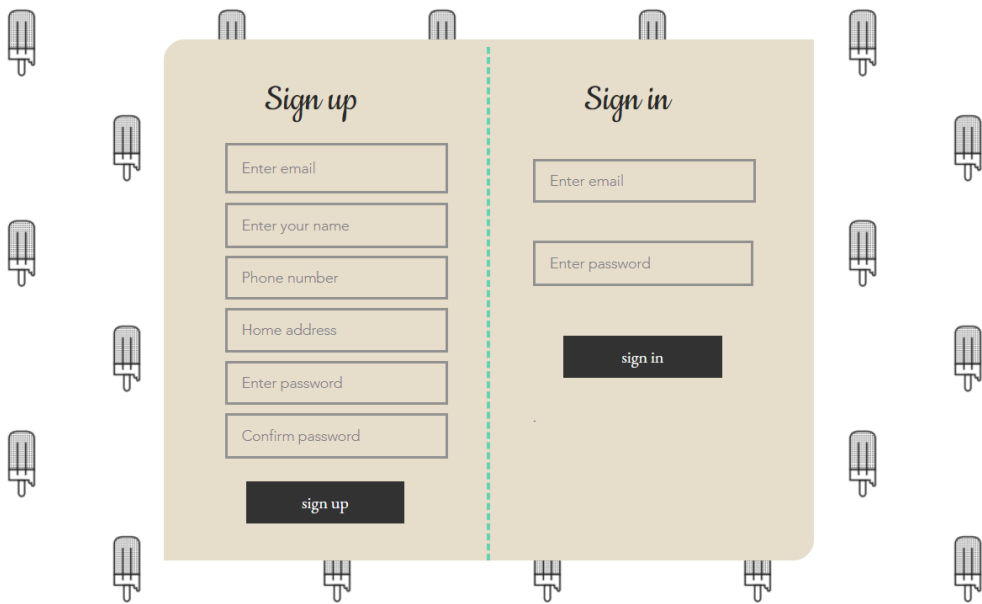 Sign up
Enter email
Enter your name
Phone number
Home address
Enter password
Confirm password
sign up
Sign in
Enter email
Enter password
sign in
.